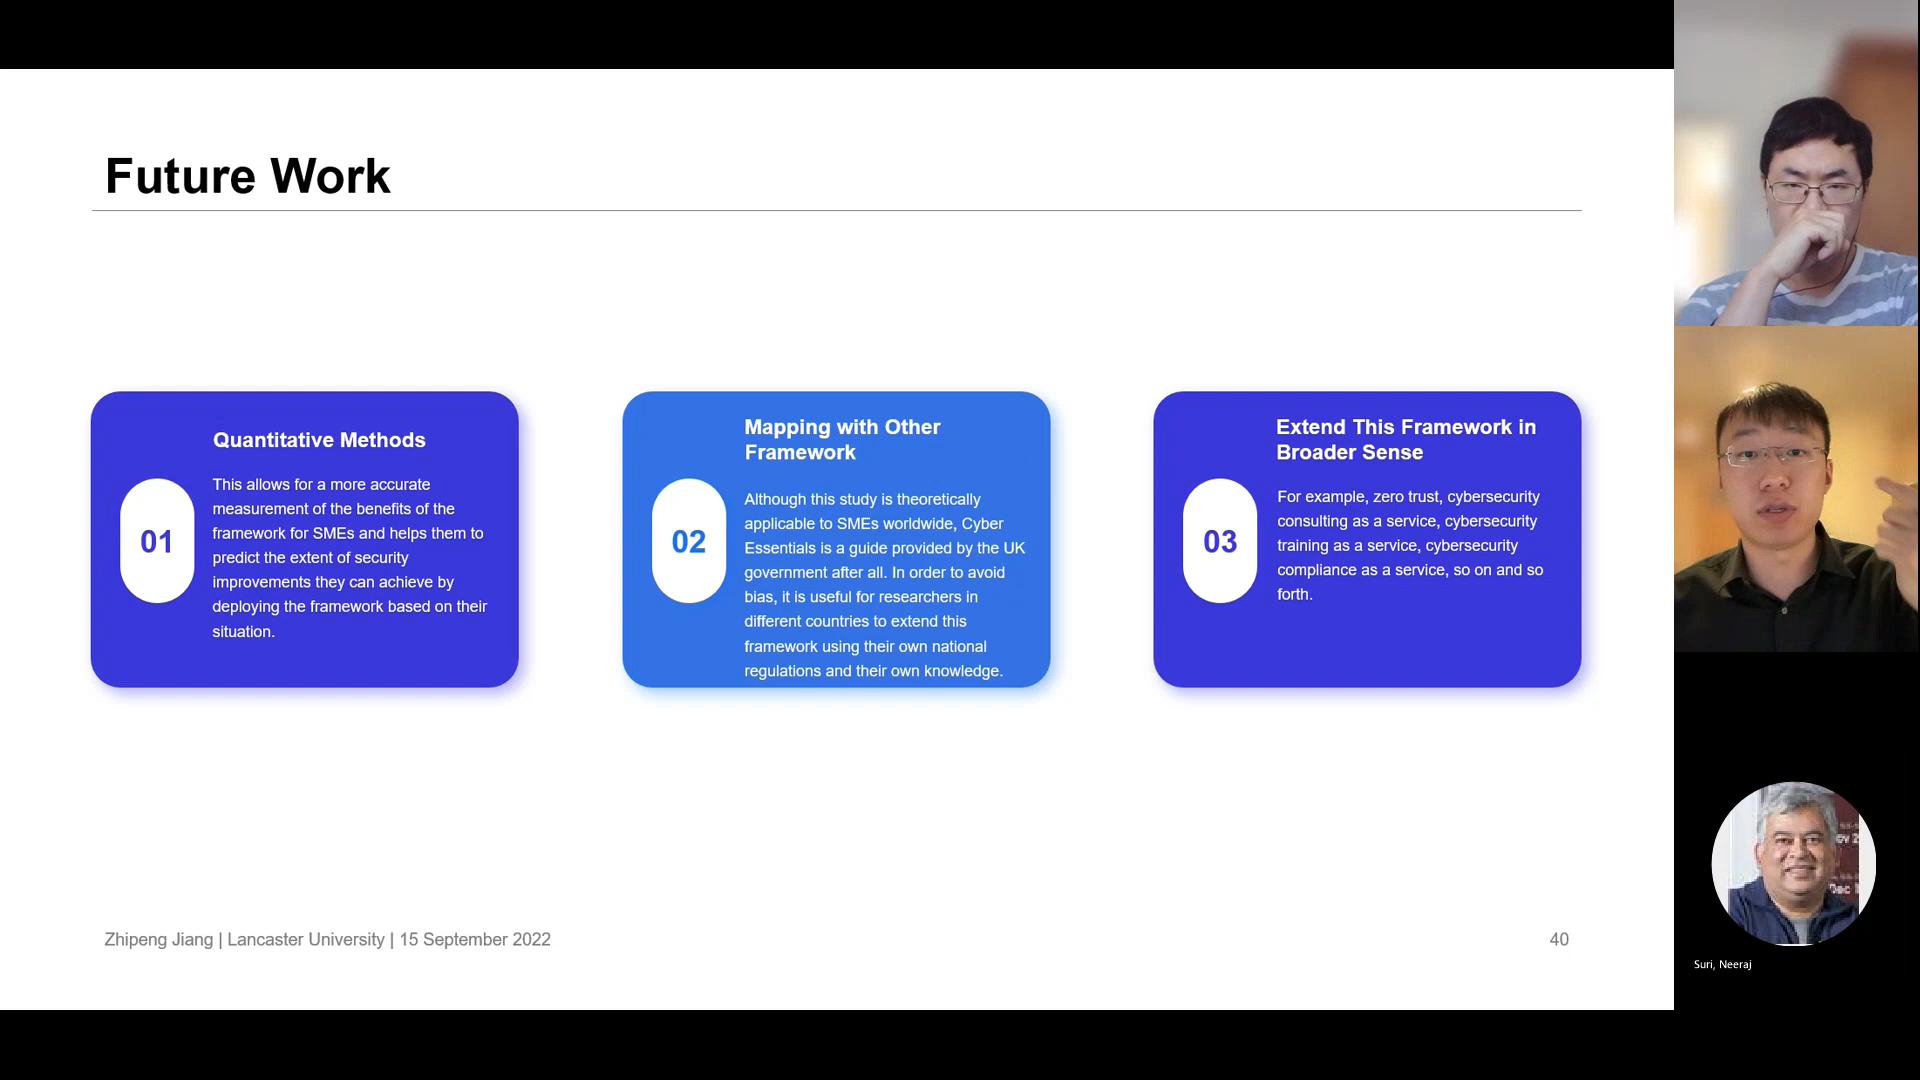 Future Work
Quantitative Methods
This allows for a more accurate
measurement of the benefits of the
framework for SMEs and helps them to
predict the extent of security
improvements they can achieve by
deploying the framework based on their
situation.
01
Mapping with Other
Framework
Although this study is theoretically
applicable to SMEs worldwide, Cyber
Essentials is a guide provided by the UK
government after all. In order to avoid
bias, it is useful for researchers in
different countries to extend this
framework using their own national
regulations and their own knowledge.
02
Extend This Framework in
Broader Sense
For example, zero trust, cybersecurity
consulting as a service, cybersecurity
training as a service, cybersecurity
compliance as a service, so on and so
forth.
03
Zhipeng Jiang | Lancaster University | 15 September 2022
40
Suri, Neeraj